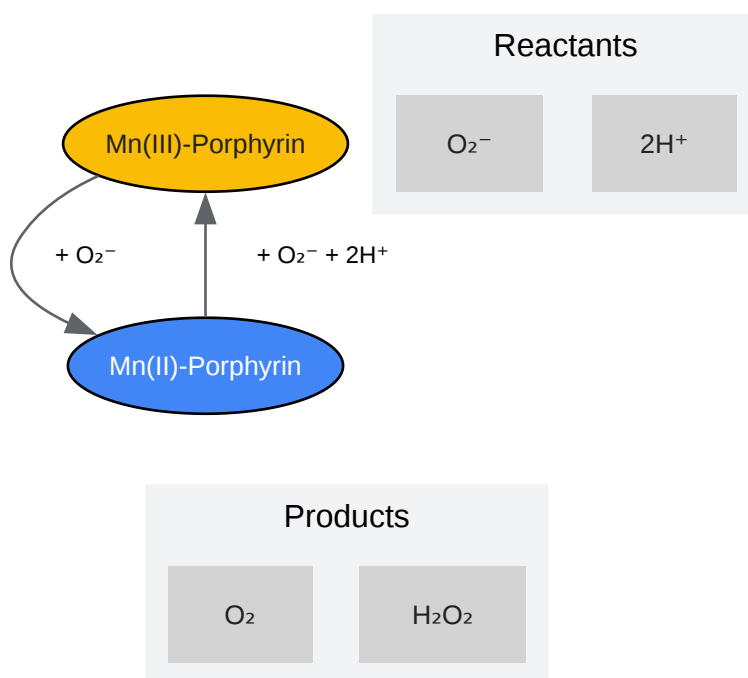 Reactants
O₂⁻
2H⁺
Mn(III)-Porphyrin
+ O₂⁻
+ O₂⁻ + 2H⁺
Mn(II)-Porphyrin
Products
O₂
H₂O₂